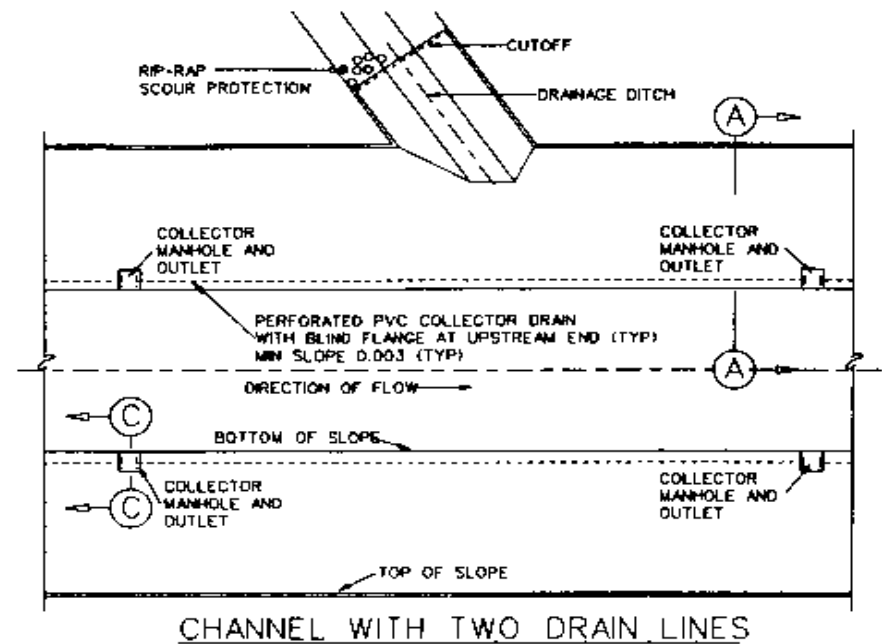 CUTOFF
RIP-RAP
SCOUR PROTECTION
DRAINAGE DITCH
A
COLLECTOR
MANHOLE AND
OUTLET
COLLECTOR
MANHOLE AND
OUTLET
PERFORATED PVC COLLECTOR DRAIN
WITH BLIND FLANGE AT UPSTREAM END (TYP)
MIN SLOPE 0.003 (TYP)
A
DIRECTION OF FLOW
C
BOTTOM OF SLOPE
C
COLLECTOR
MANHOLE AND
OUTLET
COLLECTOR
MANHOLE AND
OUTLET
TOP OF SLOPE
CHANNEL WITH TWO DRAIN LINES